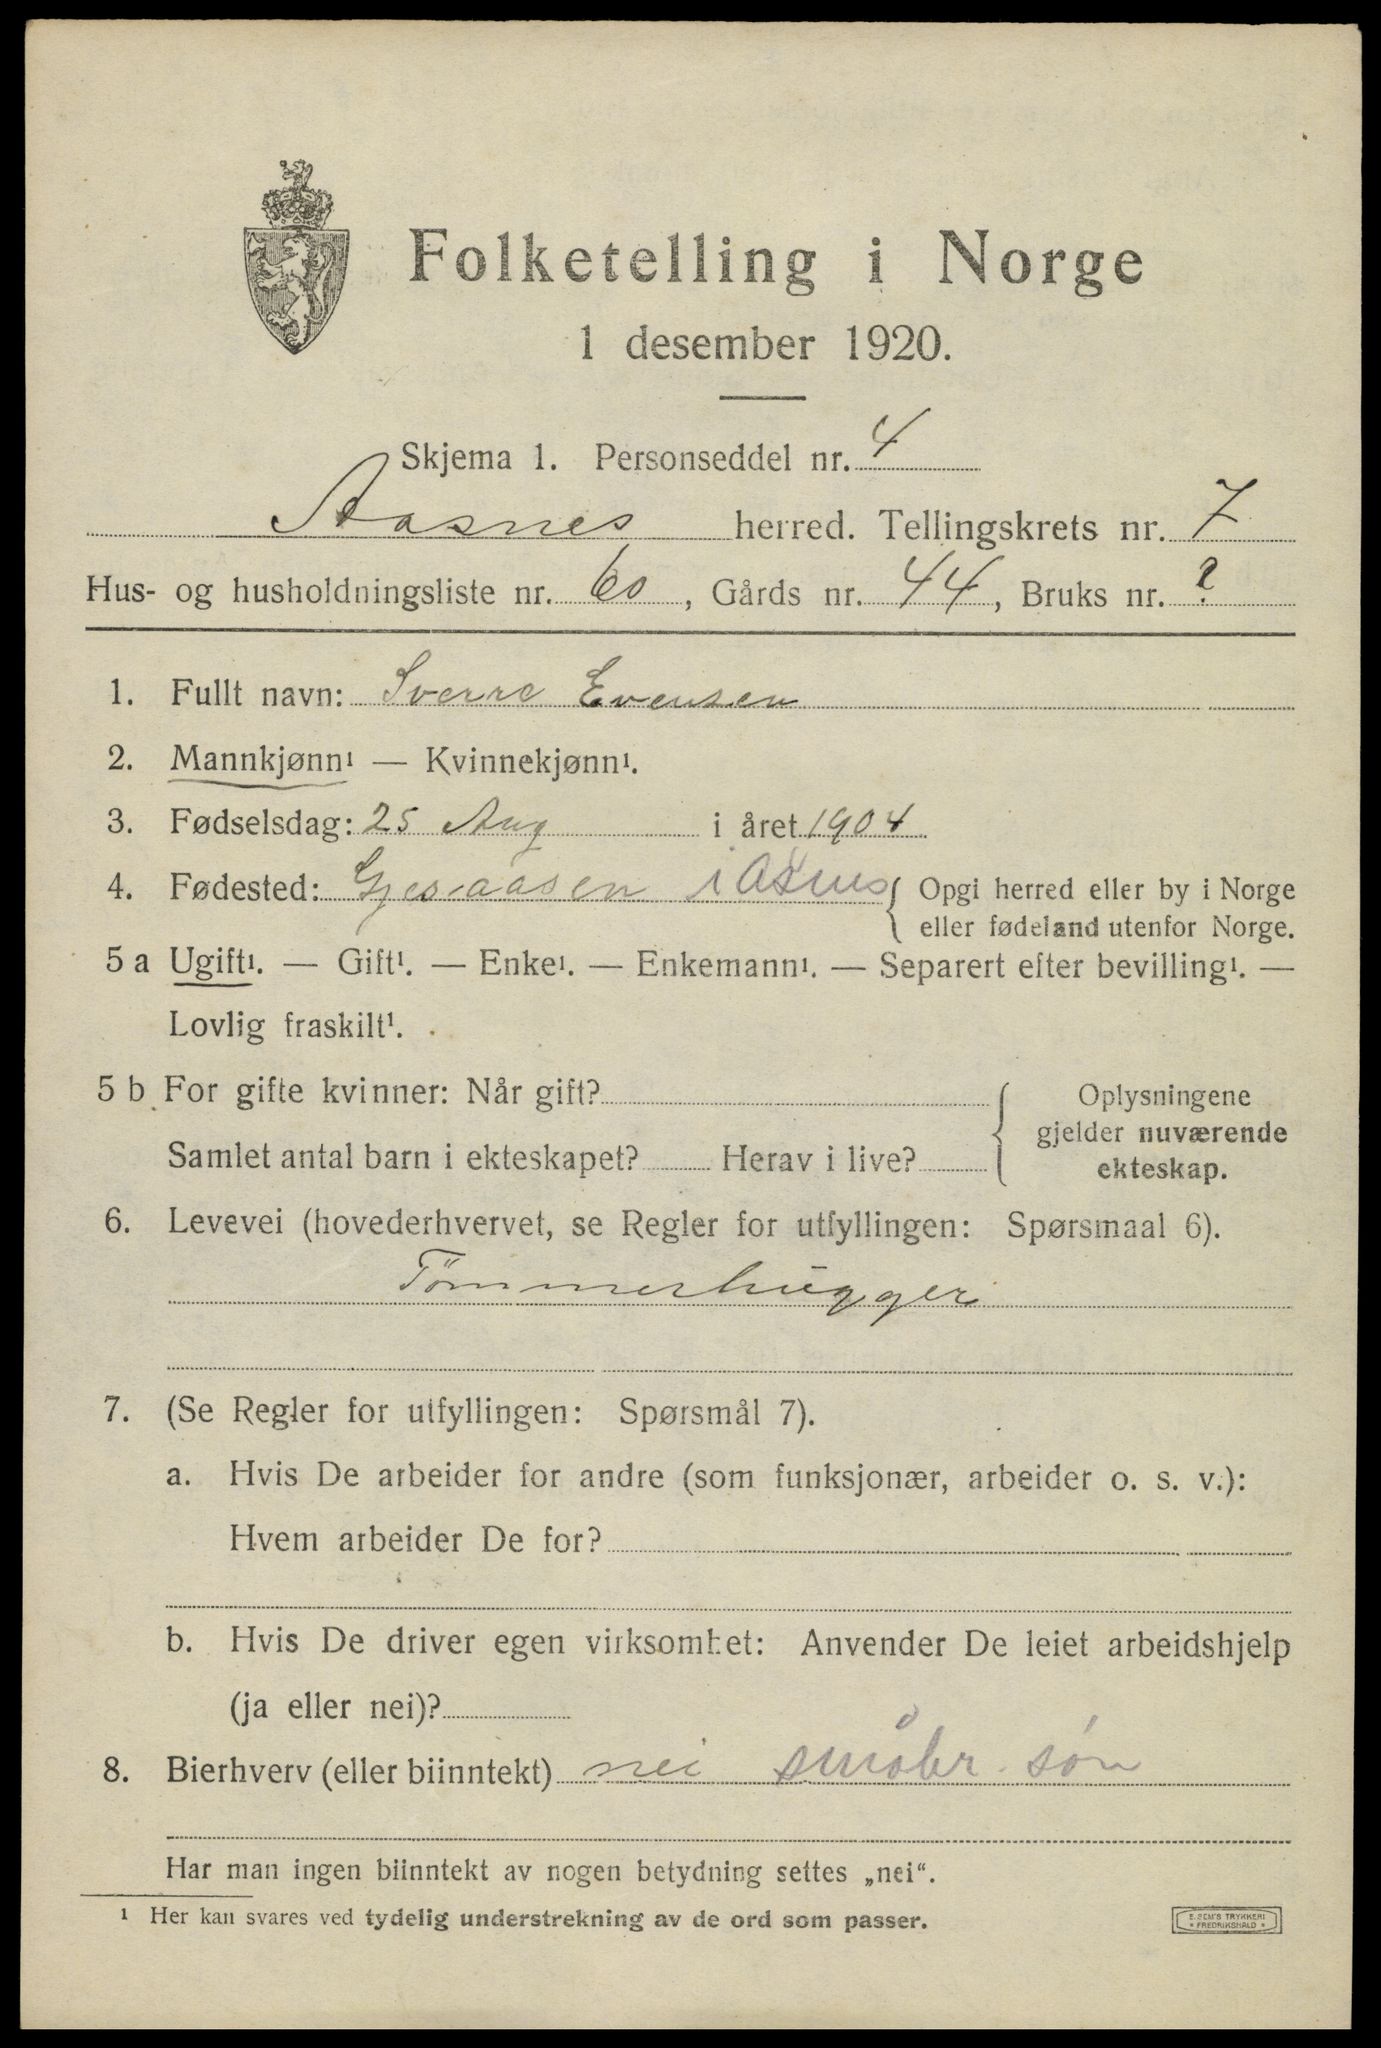 Folketelling i Norge
1 desember 1920.
Skjema 1. Personseddel nr. 4
Aasnes herred. Tellingskrets nr. 7
Hus- og husholdningsliste nr. 60, Gårds nr. 44, Bruks nr. ?
1. Fullt navn: Sverre Evensen
2. Mannkjønn¹ — Kvinnekjønn¹.
3. Fødselsdag: 25 Aug i året 1904
4. Fødested: Gjesaasen i Åsnes { Opgi herred eller by i Norge
eller fødeland utenfor Norge.
5 a Ugift¹. — Gift¹. — Enke¹. — Enkemann¹. — Separert efter bevilling¹. —
Lovlig fraskilt¹.
5 b For gifte kvinner: Når gift?
Samlet antal barn i ekteskapet? Herav i live?
Oplysningene
gjelder nuværende
ekteskap.
6. Levevei (hovederhvervet, se Regler for utfyllingen: Spørsmaal 6).
Tömmerhugger
7. (Se Regler for utfyllingen: Spørsmål 7).
a. Hvis De arbeider for andre (som funksjonær, arbeider o. s. v.):
Hvem arbeider De for?
b. Hvis De driver egen virksomhet: Anvender De leiet arbeidshjelp
(ja eller nei)?
8. Bierhverv (eller biinntekt) nei småbr. søn
Har man ingen biinntekt av nogen betydning settes „nei“.
¹ Her kan svares ved tydelig understrekning av de ord som passer.
E. SEM'S TRYKKERI
* FREDRIKSHALD *